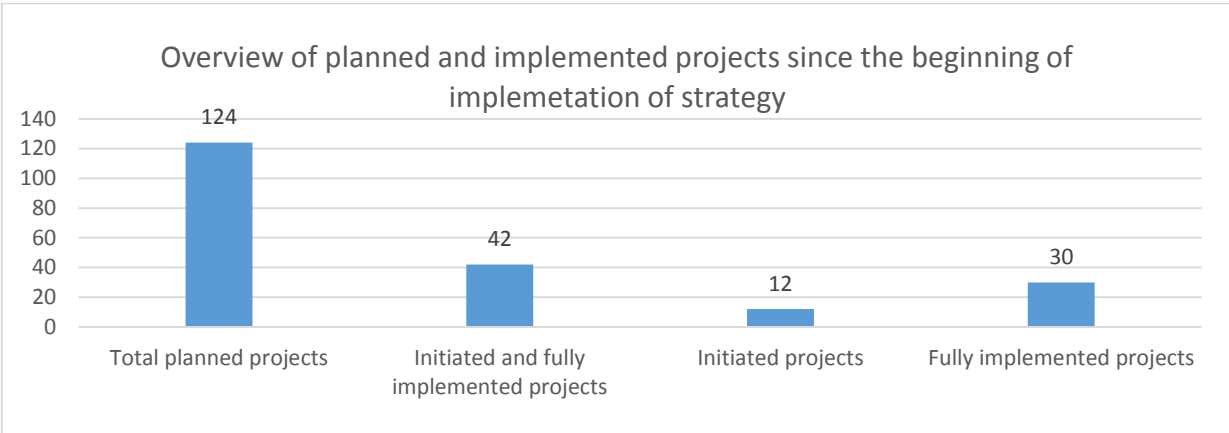 Overview of planned and implemented projects since the beginning of
implemetation of strategy
140
120
100
80
60
40
20
0
124
42
12
30
Total planned projects
Initiated and fully
implemented projects
Initiated projects
Fully implemented projects